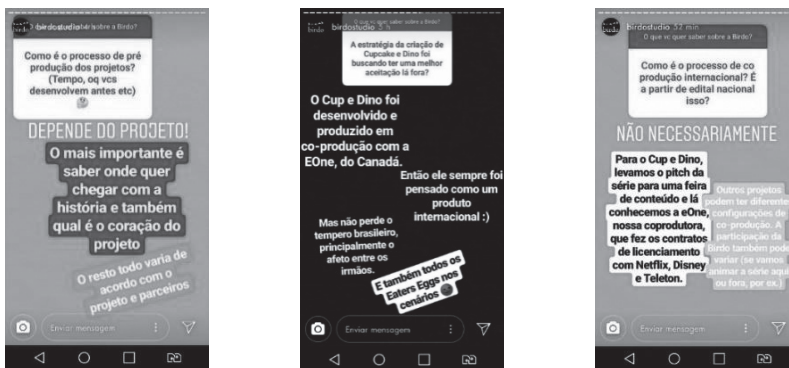 birdostudio
O que vc quer saber sobre a Birdo?
Como é o processo de pré
produção dos projetos?
(Tempo, oq vcs
desenvolvem antes etc)
DEPENDE DO PROJETO!
O mais importante é
saber onde quer
chegar com a
história e também
qual é o coração do
projeto
O resto todo varia de
acordo com o
projeto e parceiros
Enviar mensagem
birdostudio 5 h
O que vc quer saber sobre a Birdo?
A estratégia da criação de
Cupcake e Dino foi
buscando ter uma melhor
aceitação lá fora?
O Cup e Dino foi
desenvolvido e
produzido em
co-produção com a
EOne, do Canadá.
Então ele sempre foi
pensado como um
produto
internacional :)
Mas não perde o
tempero brasileiro,
principalmente o
afeto entre os
irmãos.
E também todos os
Eaters Eggs nos
cenários
Enviar mensagem
birdostudio 52 min
O que vc quer saber sobre a Birdo?
Como é o processo de co
produção internacional? É
a partir de edital nacional
isso?
NÃO NECESSARIAMENTE
Para o Cup e Dino,
levamos o pitch da
série para uma feira
de conteúdo e lá
conhecemos a eOne,
nossa coprodutora,
que fez os contratos
de licenciamento
com Netflix, Disney
e Teleton.
Outros projetos
podem ter diferentes
configurações de
co-produção. A
participação da
Birdo também pode
variar (se vamos
animar a série aqui
ou fora, por ex.)
Enviar mensagem